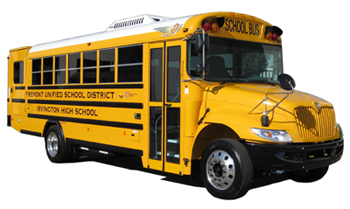 SCHOOL BUS
FREMONT UNIFIED SCHOOL DISTRICT
IRVINGTON HIGH SCHOOL